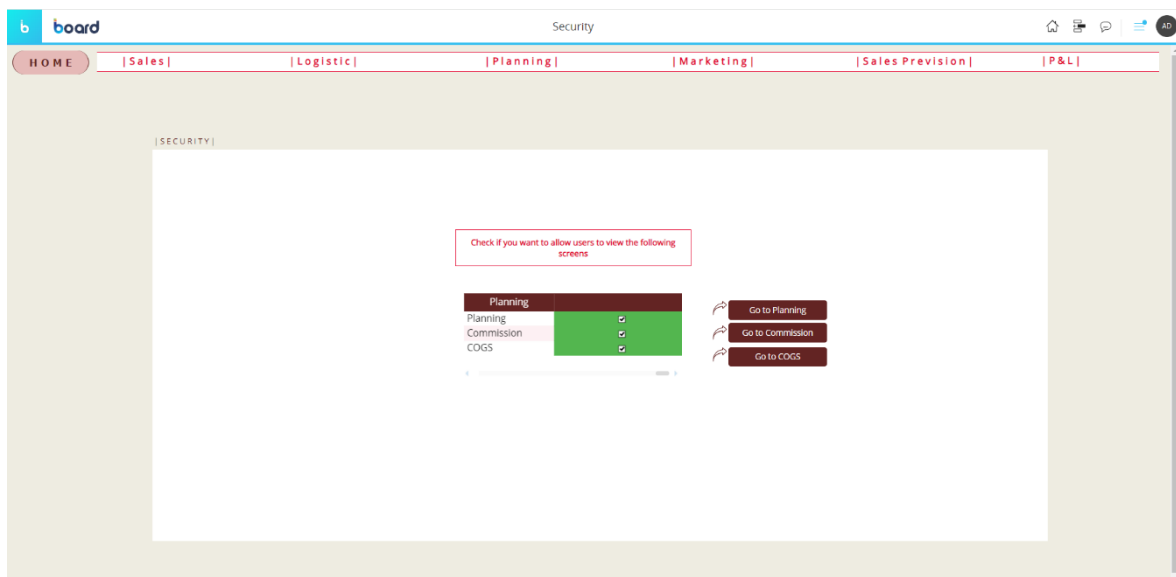 b board Security AD
HOME |Sales| |Logistic| |Planning| |Marketing| |Sales Prevision| |P&L|
|SECURITY|
Check if you want to allow users to view the following
screens
Planning
Planning
Commission
COGS
Go to Planning
Go to Commission
Go to COGS